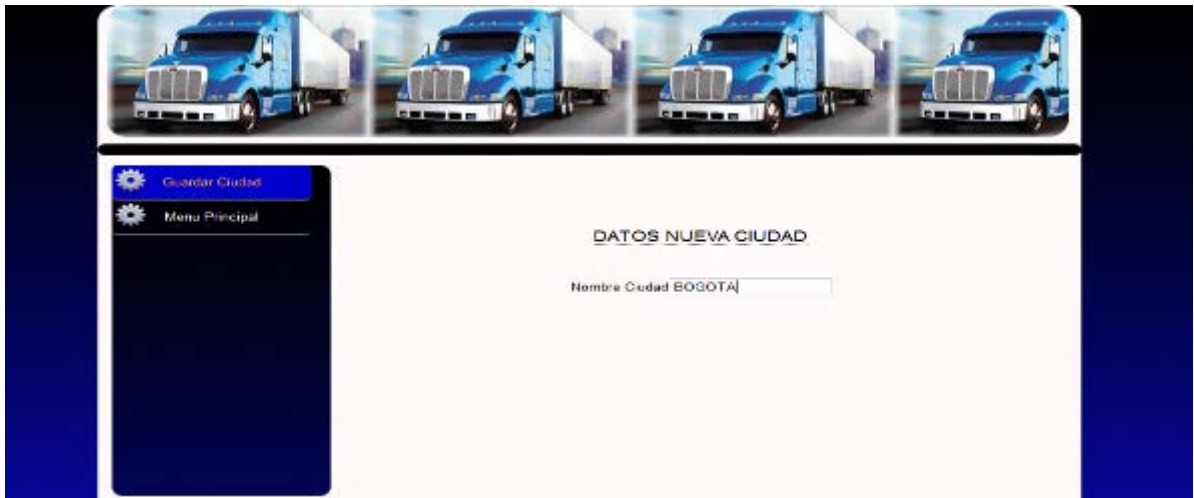 Guardar Ciudad
Menu Principal
DATOS NUEVA CIUDAD
Nombre Ciudad BOGOTA